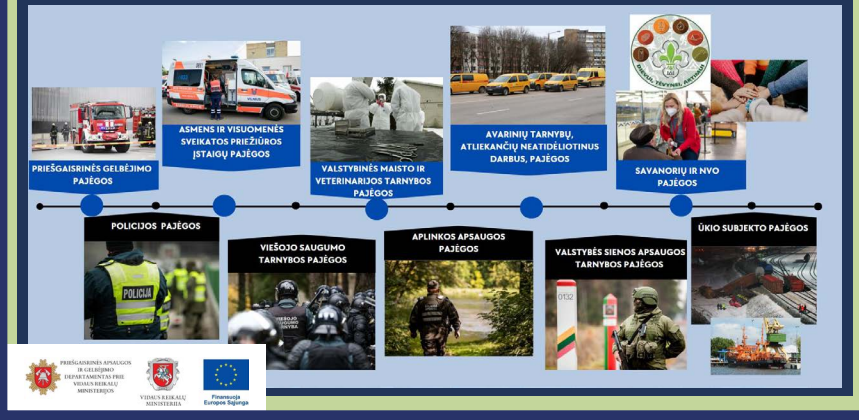 PRIEŠGAISRINĖS GELBĖJIMO
PAJĖGOS
ASMENS IR VISUOMENĖS
SVEIKATOS PRIEŽIŪROS
ĮSTAIGŲ PAJĖGOS
VALSTYBINĖS MAISTO IR
VETERINARIJOS TARNYBOS
PAJĖGOS
AVARINIŲ TARNYBŲ,
ATLIEKANČIŲ NEATIDĖLIOTINUS
DARBUS, PAJĖGOS
SAVANORIŲ IR NVO
PAJĖGOS
POLICIJOS PAJĖGOS
POLICIJA
VIEŠOJO SAUGUMO
TARNYBOS PAJĖGOS
VIEŠOJO
SAUGUMO
APLINKOS APSAUGOS
PAJĖGOS
VALSTYBĖS SIENOS APSAUGOS
TARNYBOS PAJĖGOS
0132
ŪKIO SUBJEKTO PAJĖGOS
PRIEŠGAISRINĖS APSAUGOS
IR GELBĖJIMO
DEPARTAMENTAS PRIE
VIDAUS REIKALŲ
MINISTERIJOS
VIDAUS REIKALŲ
MINISTERIJA
Finansuoja
Europos Sąjunga